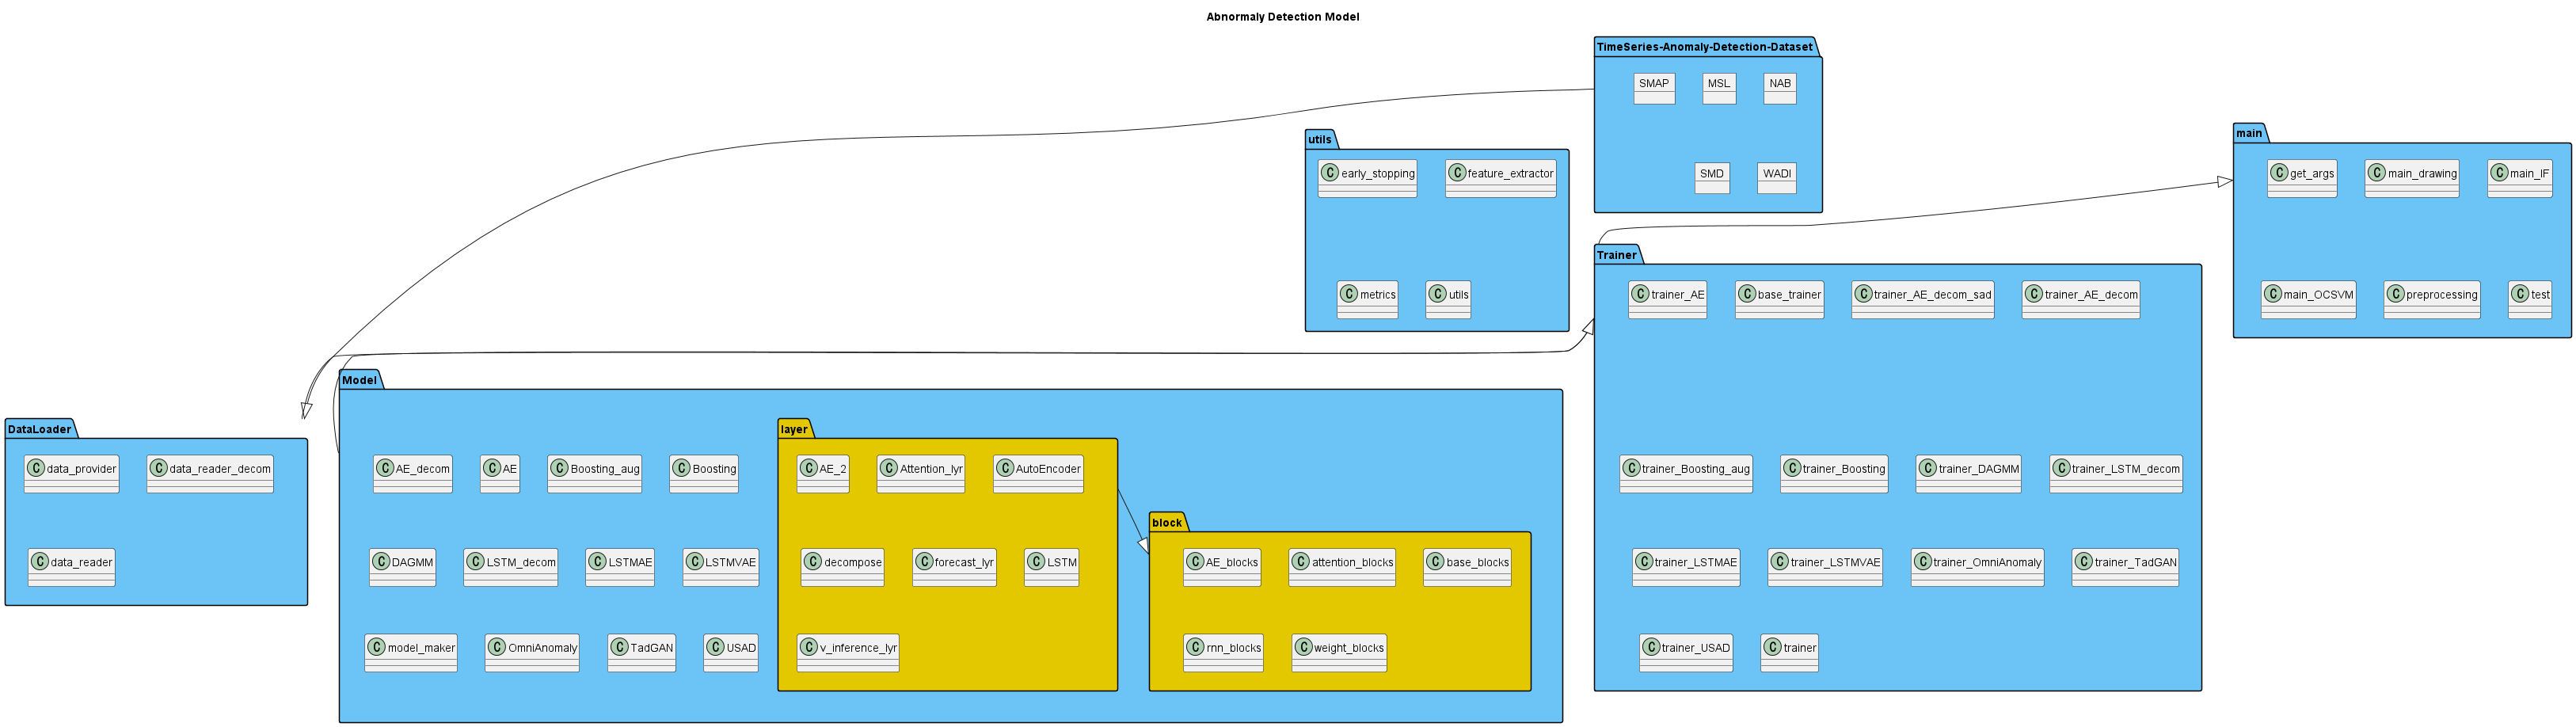 Abnormaly Detection Model
TimeSeries-Anomaly-Detection-Dataset
SMAP
MSL
NAB
SMD
WADI
utils
C early_stopping
C feature_extractor
C metrics
C utils
main
C get_args
C main_drawing
C main_IF
C main_OCSVM
C preprocessing
C test
Trainer
C trainer_AE
C base_trainer
C trainer_AE_decom_sad
C trainer_AE_decom
C trainer_Boosting_aug
C trainer_Boosting
C trainer_DAGMM
C trainer_LSTM_decom
C trainer_LSTMAE
C trainer_LSTMVAE
C trainer_OmniAnomaly
C trainer_TadGAN
C trainer_USAD
C trainer
DataLoader
C data_provider
C data_reader_decom
C data_reader
Model
C AE_decom
C AE
C Boosting_aug
C Boosting
C DAGMM
C LSTM_decom
C LSTMAE
C LSTMVAE
C model_maker
C OmniAnomaly
C TadGAN
C USAD
layer
C AE_2
C Attention_lyr
C AutoEncoder
C decompose
C forecast_lyr
C LSTM
C v_inference_lyr
block
C AE_blocks
C attention_blocks
C base_blocks
C rnn_blocks
C weight_blocks